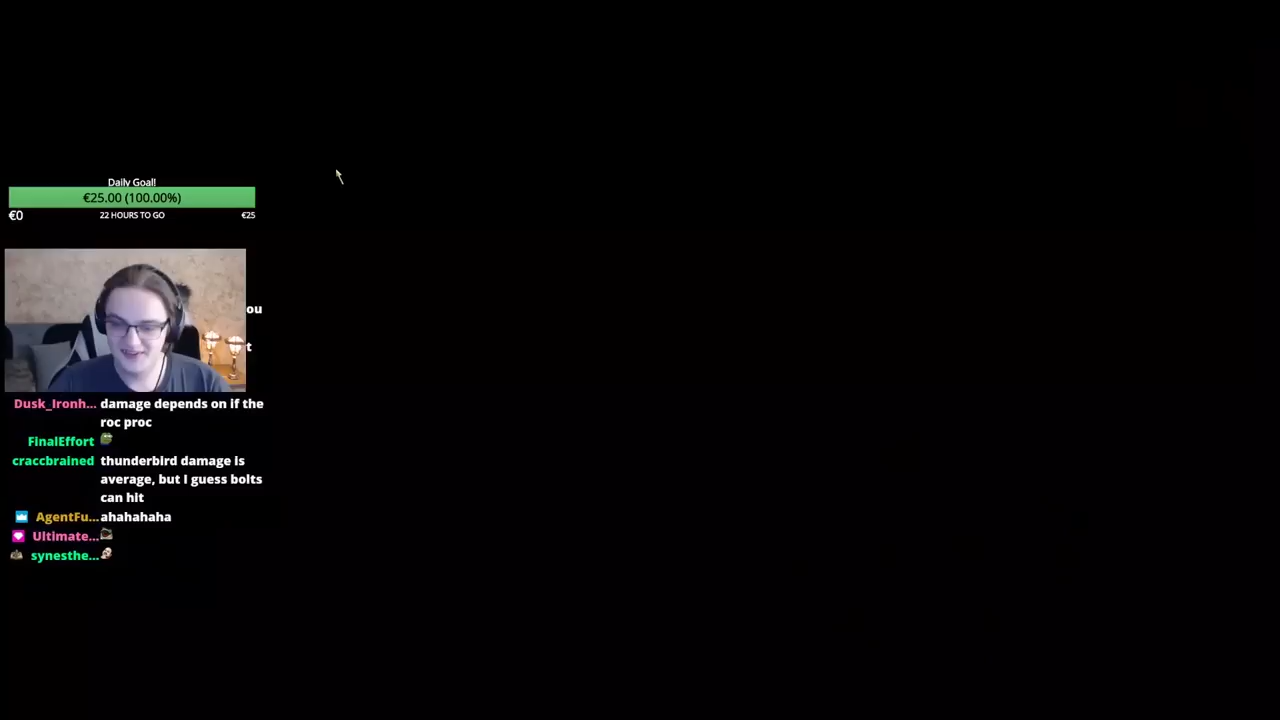 Daily Goal!
€25.00 (100.00%)
€0 22 HOURS TO GO €25
ou
t
Dusk_Ironh... damage depends on if the
roc proc
FinalEffort
craccbrained thunderbird damage is
average, but I guess bolts
can hit
AgentFu... ahahahaha
Ultimate...
synesthe...